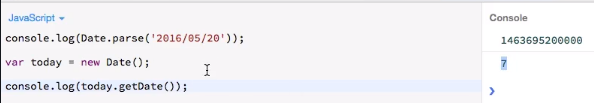 JavaScript
Console
console.log(Date.parse('2016/05/20'));
1463695200000
var today = new Date();
7
console.log(today.getDate());